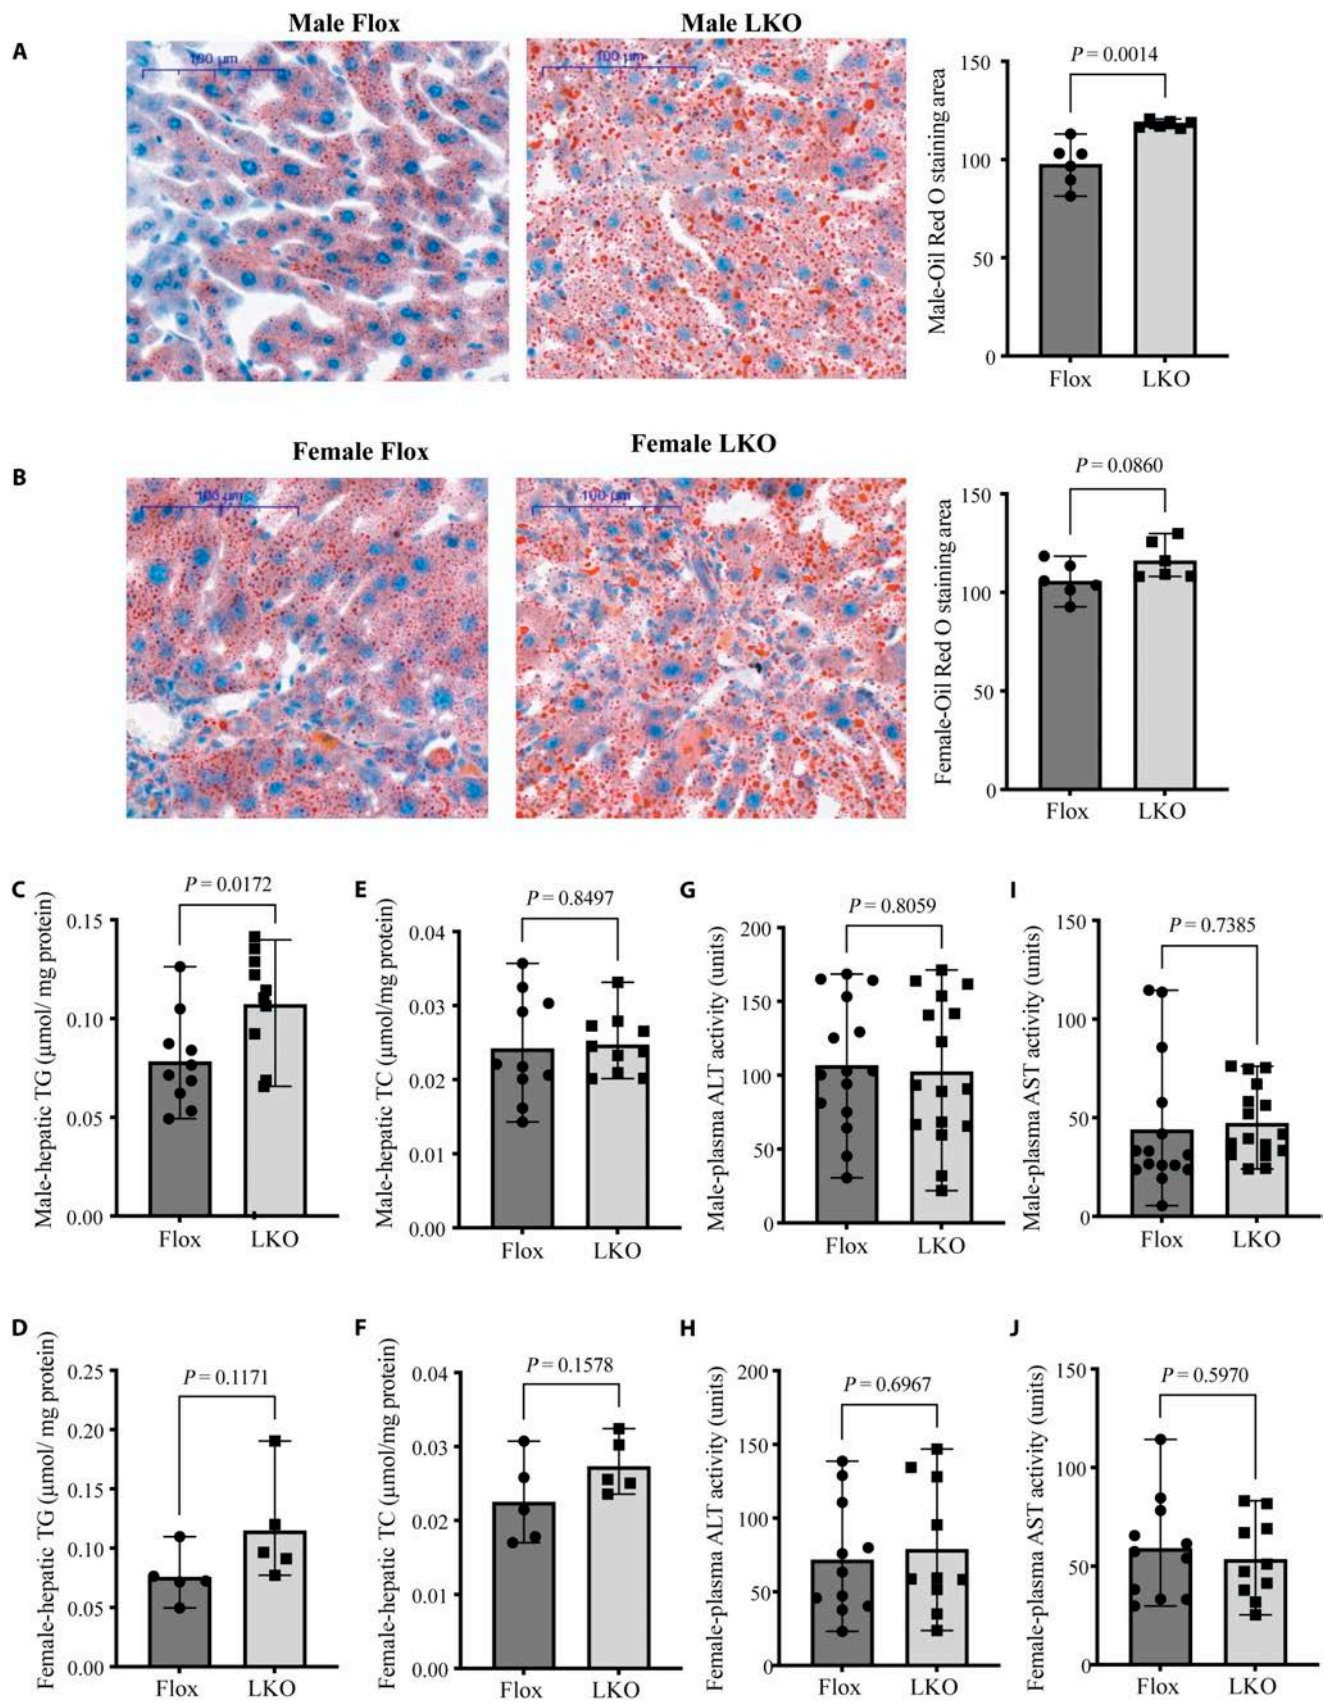 Male Flox
Male LKO
A
100 µm
100 µm
P = 0.0014
Male-Oil Red O staining area
150
100
50
0
Flox
LKO
Female Flox
Female LKO
B
100 µm
100 µm
P = 0.0860
Female-Oil Red O staining area
150
100
50
0
Flox
LKO
C
P = 0.0172
Male-hepatic TG (µmol/ mg protein)
0.15
0.10
0.05
0.00
Flox
LKO
E
P = 0.8497
Male-hepatic TC (µmol/mg protein)
0.04
0.03
0.02
0.01
0.00
Flox
LKO
G
P = 0.8059
Male-plasma ALT activity (units)
200
150
100
50
0
Flox
LKO
I
P = 0.7385
Male-plasma AST activity (units)
150
100
50
0
Flox
LKO
D
P = 0.1171
Female-hepatic TG (µmol/ mg protein)
0.25
0.20
0.15
0.10
0.05
0.00
Flox
LKO
F
P = 0.1578
Female-hepatic TC (µmol/mg protein)
0.04
0.03
0.02
0.01
0.00
Flox
LKO
H
P = 0.6967
Female-plasma ALT activity (units)
200
150
100
50
0
Flox
LKO
J
P = 0.5970
Female-plasma AST activity (units)
150
100
50
0
Flox
LKO